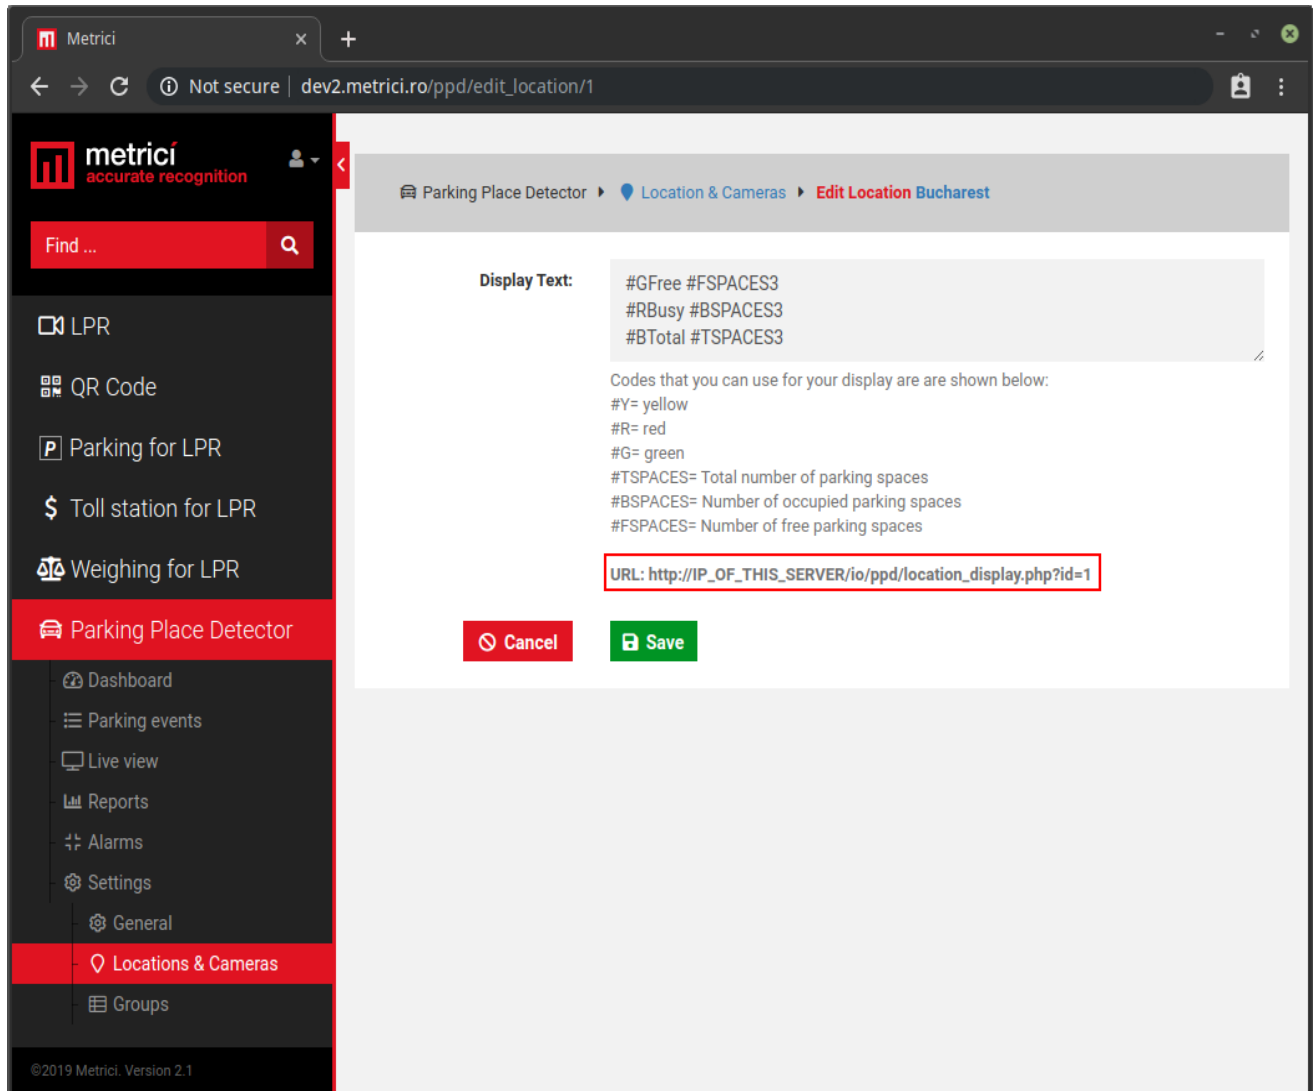 Metrici
Not secure | dev2.metrici.ro/ppd/edit_location/1
metrici
accurate recognition
Find ...
LPR
QR Code
Parking for LPR
Toll station for LPR
Weighing for LPR
Parking Place Detector
Dashboard
Parking events
Live view
Reports
Alarms
Settings
General
Locations & Cameras
Groups
©2019 Metrici. Version 2.1
Parking Place Detector Location & Cameras Edit Location Bucharest
Display Text:
#GFree #FSPACES3
#RBusy #BSPACES3
#BTotal #TSPACES3
Codes that you can use for your display are are shown below:
#Y= yellow
#R= red
#G= green
#TSPACES= Total number of parking spaces
#BSPACES= Number of occupied parking spaces
#FSPACES= Number of free parking spaces
URL: http://IP_OF_THIS_SERVER/io/ppd/location_display.php?id=1
Cancel
Save